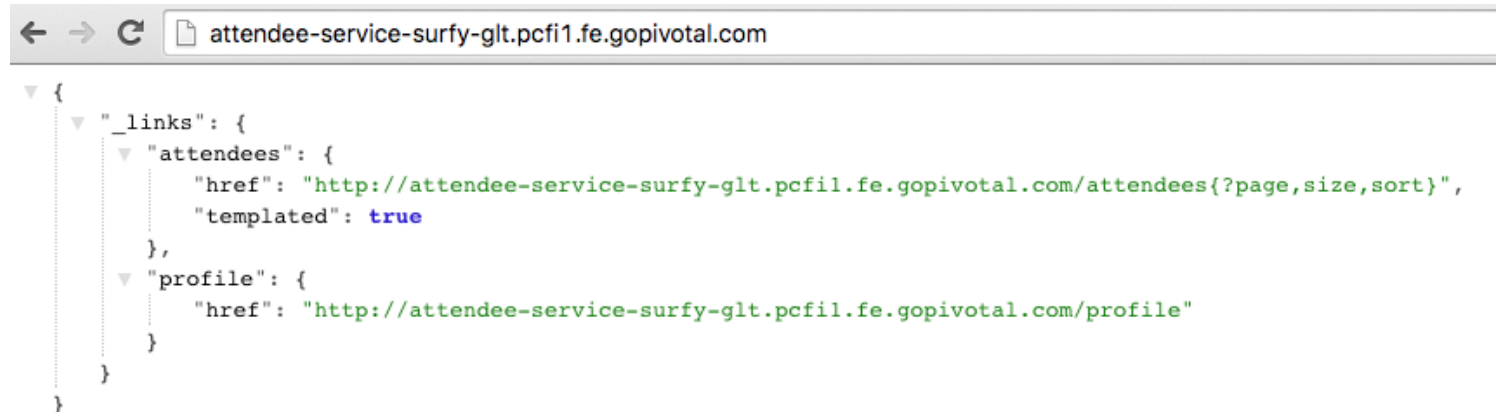 attendee-service-surfy-glt.pcfi1.fe.gopivotal.com
{
"_links": {
"attendees": {
"href": "http://attendee-service-surfy-glt.pcfi1.fe.gopivotal.com/attendees{?page,size,sort}",
"templated": true
},
"profile": {
"href": "http://attendee-service-surfy-glt.pcfi1.fe.gopivotal.com/profile"
}
}
}